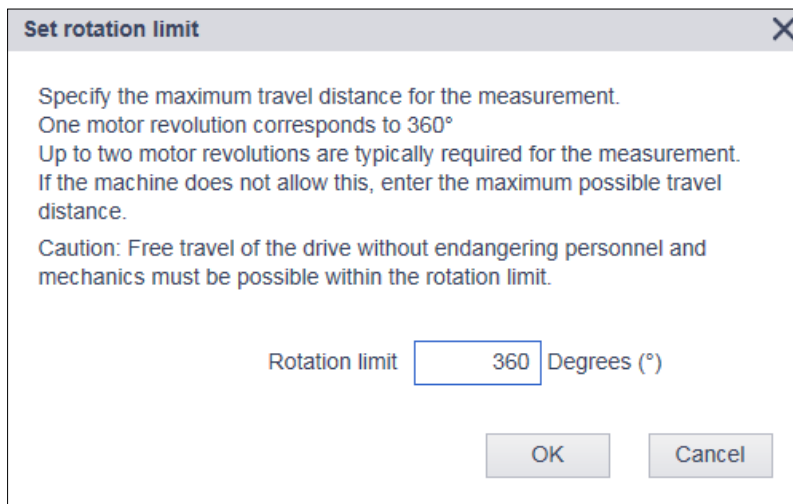 Set rotation limit
Specify the maximum travel distance for the measurement.
One motor revolution corresponds to 360°
Up to two motor revolutions are typically required for the measurement.
If the machine does not allow this, enter the maximum possible travel
distance.
Caution: Free travel of the drive without endangering personnel and
mechanics must be possible within the rotation limit.
Rotation limit 360 Degrees (°)
OK Cancel